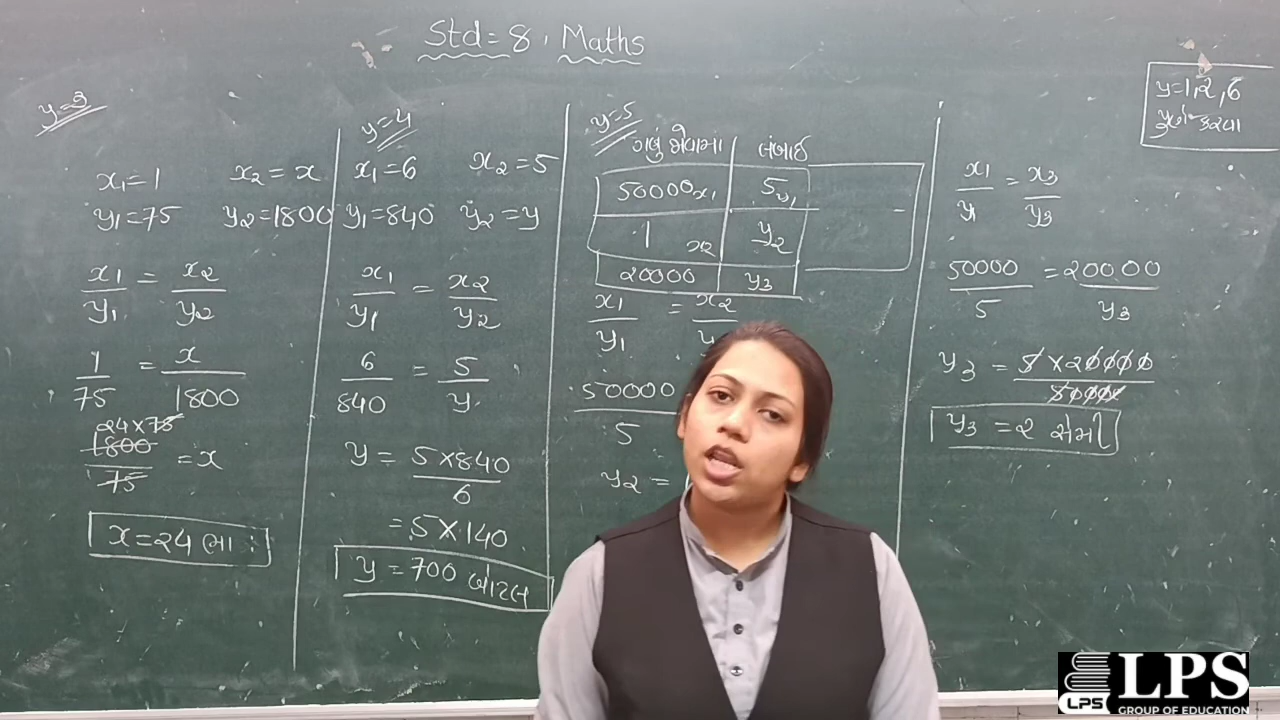 Std = 8, Maths
y=3
x₁=1 x₂ = x
y₁=75 y₂=1800
x₁/y₁ = x₂/y₂
1/75 = x/1800
24×75
1800/75 = x
x=24 ભા :
y=4
x₁=6 x₂=5
y₁=840 y₂=y
x₁/y₁ = x₂/y₂
6/840 = 5/y
y = 5×840/6
= 5×140
y = 700 બોટલ
y=5
લંબાઈ
50000 x₁ 5 y₁
1 x₂ y₂
20000 y₃
x₁/y₁ = x₂/y
50000/5
y₂ =
x₁/y₁ = x₃/y₃
50000/5 = 20000/y₃
y₃ = 5×20000/50000
y₃ = 2 સેમી
y=1,2,6
કરવા
LPS
LPS
GROUP OF EDUCATION